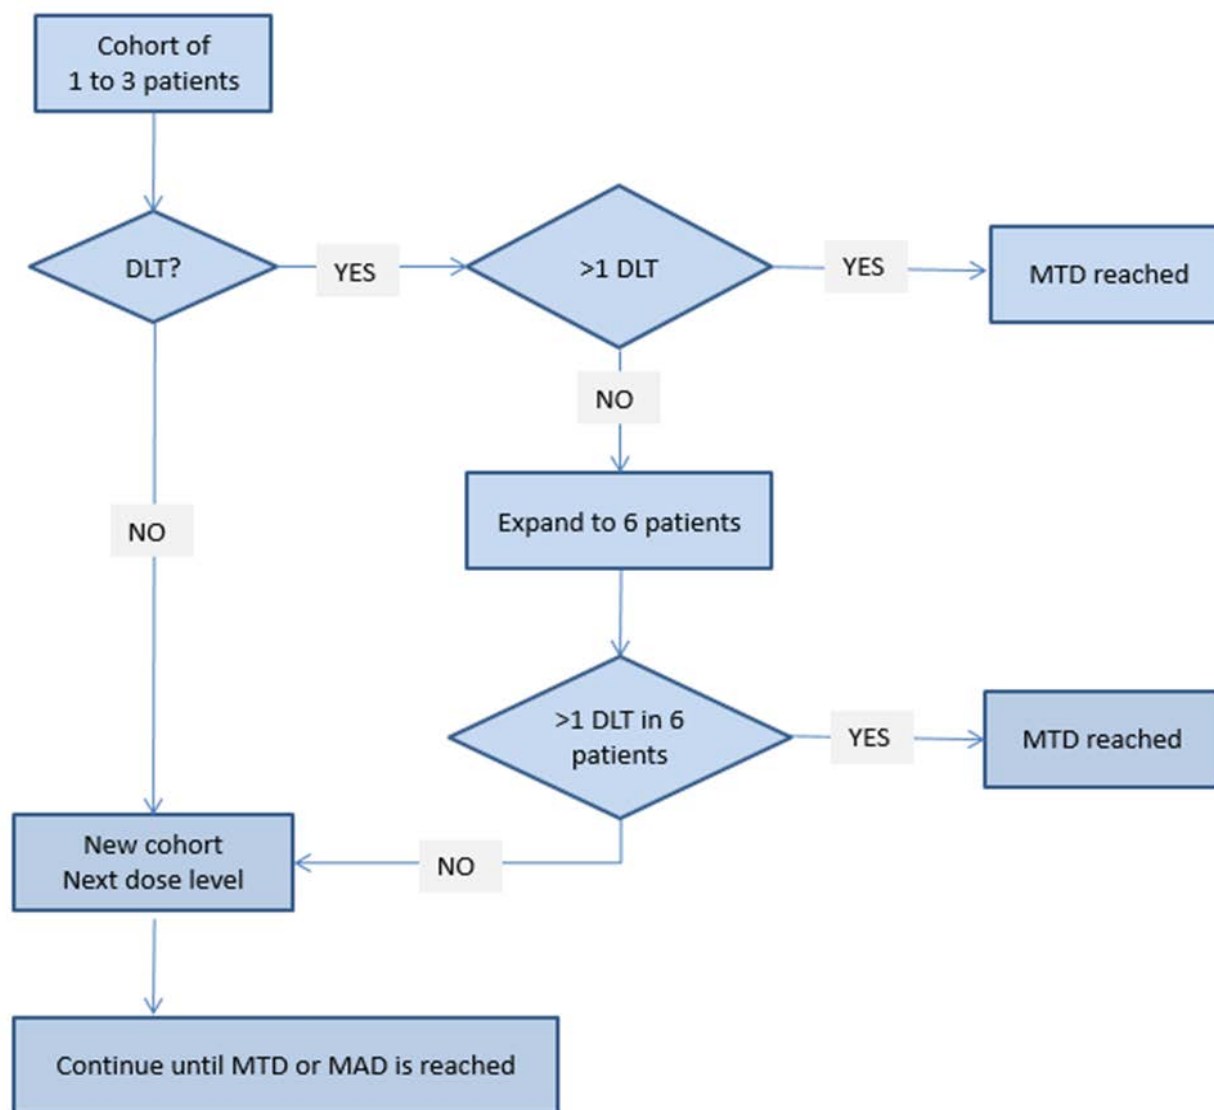 Cohort of
1 to 3 patients
DLT?
YES
>1 DLT
YES
MTD reached
NO
Expand to 6 patients
NO
>1 DLT in 6
patients
YES
MTD reached
New cohort
Next dose level
NO
Continue until MTD or MAD is reached